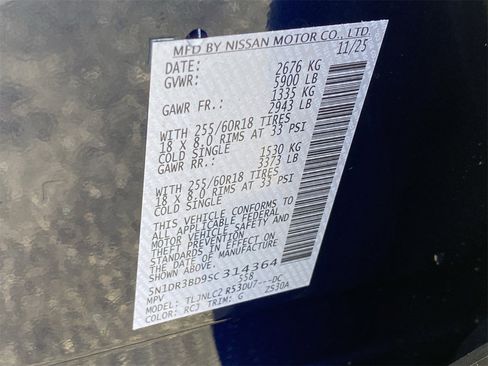 MFD BY NISSAN MOTOR CO., LTD.
DATE: 11/25
GVWR: 2676 KG
5900 LB
GAWR FR.: 1335 KG
2943 LB
WITH 255/60R18 TIRES
18 X 8.0 RIMS AT 33 PSI
COLD SINGLE
GAWR RR.: 1530 KG
3373 LB
WITH 255/60R18 TIRES
18 X 8.0 RIMS AT 33 PSI
COLD SINGLE
THIS VEHICLE CONFORMS TO
ALL APPLICABLE FEDERAL
MOTOR VEHICLE SAFETY AND
THEFT PREVENTION
STANDARDS IN EFFECT ON
THE DATE OF MANUFACTURE
SHOWN ABOVE.
5N1DR3BD9SC314364
MPV 558
MODEL: TLJNLC2 R53DU7---DC
COLOR: RCJ TRIM: G ZS30A